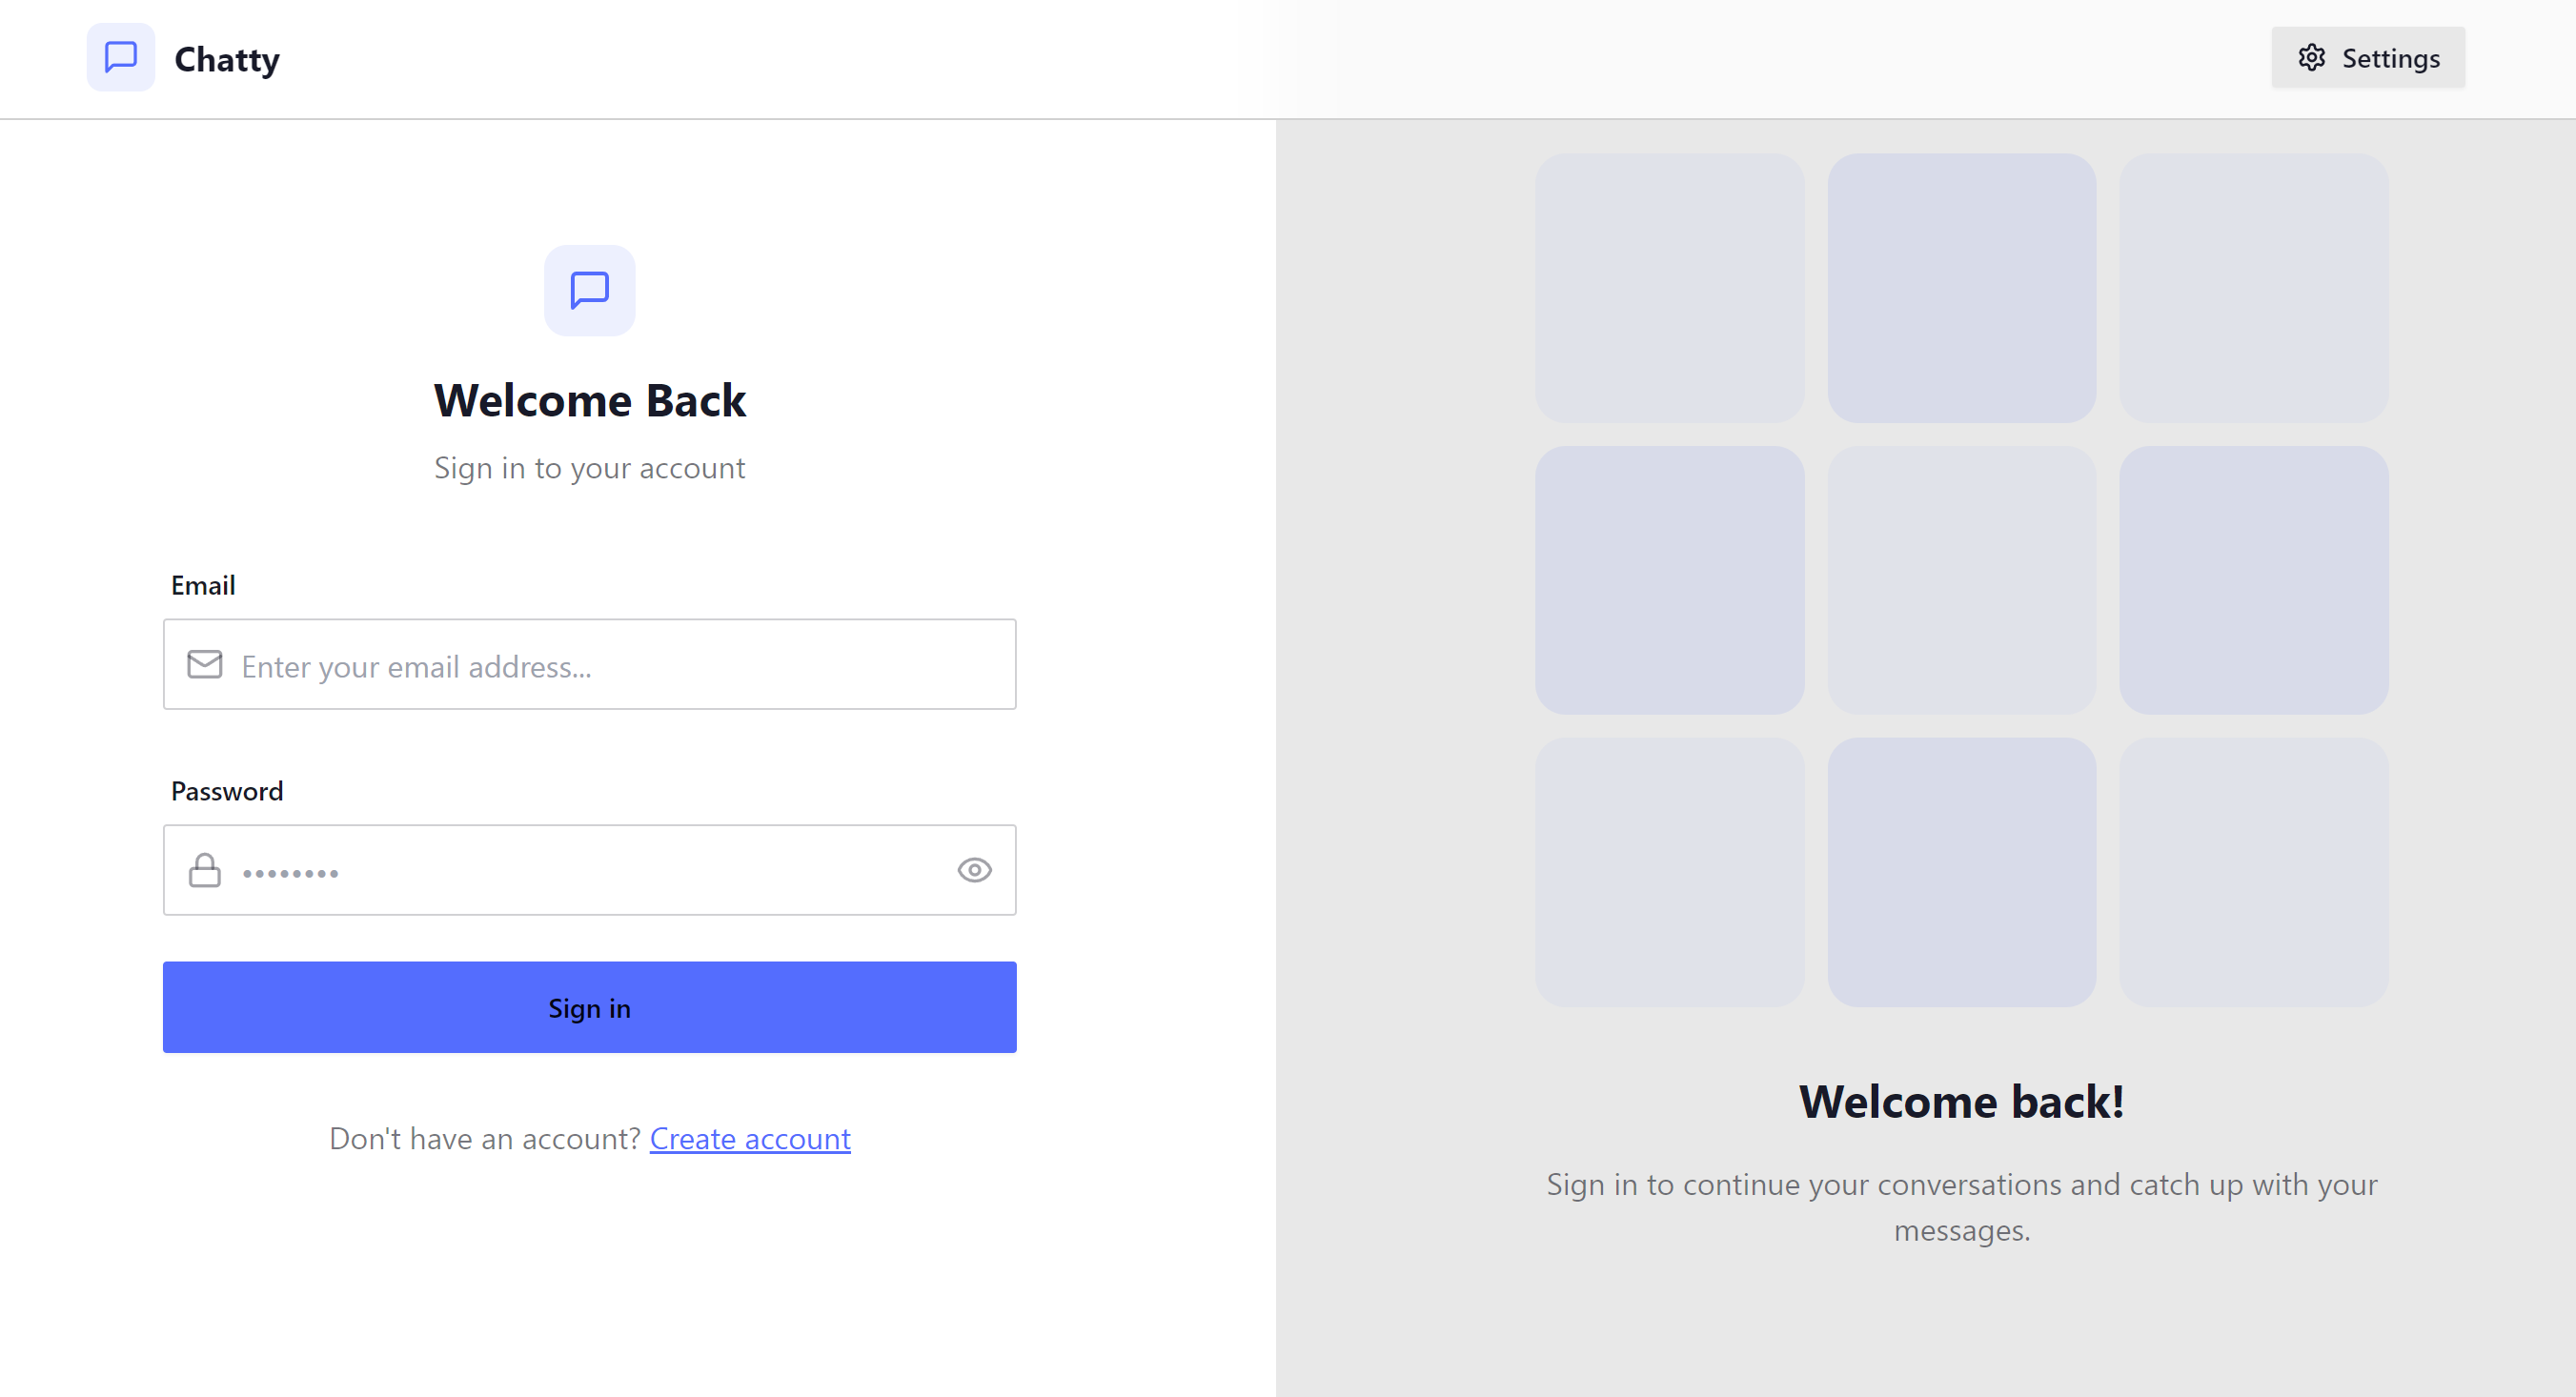 Chatty
Settings
Welcome Back
Sign in to your account
Email
Enter your email address...
Password
••••••••
Sign in
Don't have an account? Create account
Welcome back!
Sign in to continue your conversations and catch up with your
messages.